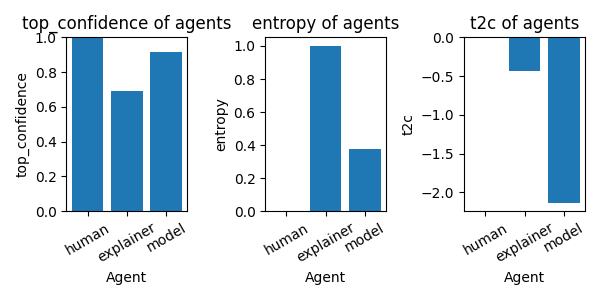 top_confidence of agents
top_confidence
1.0
0.8
0.6
0.4
0.2
0.0
human
explainer
model
Agent
entropy of agents
entropy
1.0
0.8
0.6
0.4
0.2
0.0
human
explainer
model
Agent
t2c of agents
t2c
0.0
−0.5
−1.0
−1.5
−2.0
human
explainer
model
Agent